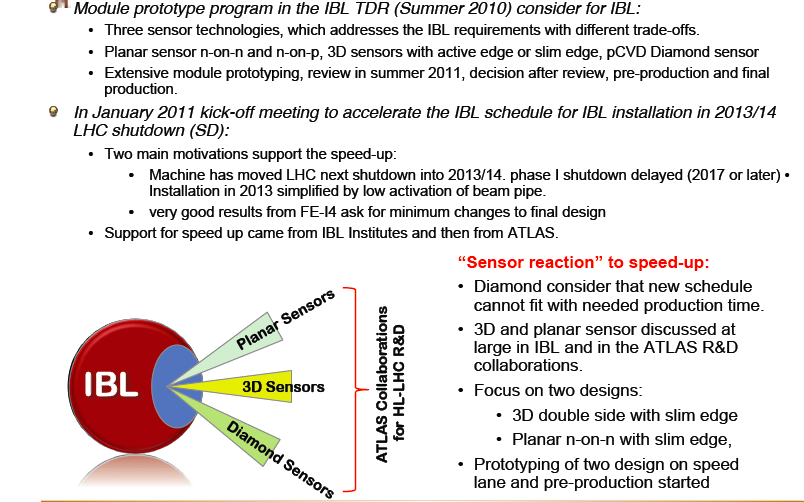 Module prototype program in the IBL TDR (Summer 2010) consider for IBL:
• Three sensor technologies, which addresses the IBL requirements with different trade-offs.
• Planar sensor n-on-n and n-on-p, 3D sensors with active edge or slim edge, pCVD Diamond sensor
• Extensive module prototyping, review in summer 2011, decision after review, pre-production and final
production.
In January 2011 kick-off meeting to accelerate the IBL schedule for IBL installation in 2013/14
LHC shutdown (SD):
• Two main motivations support the speed-up:
• Machine has moved LHC next shutdown into 2013/14. phase I shutdown delayed (2017 or later) •
Installation in 2013 simplified by low activation of beam pipe.
• very good results from FE-I4 ask for minimum changes to final design
• Support for speed up came from IBL Institutes and then from ATLAS.
IBL
Planar Sensors
3D Sensors
Diamond Sensors
ATLAS Collaborations
for HL-LHC R&D
“Sensor reaction” to speed-up:
• Diamond consider that new schedule
cannot fit with needed production time.
• 3D and planar sensor discussed at
large in IBL and in the ATLAS R&D
collaborations.
• Focus on two designs:
• 3D double side with slim edge
• Planar n-on-n with slim edge,
• Prototyping of two design on speed
lane and pre-production started